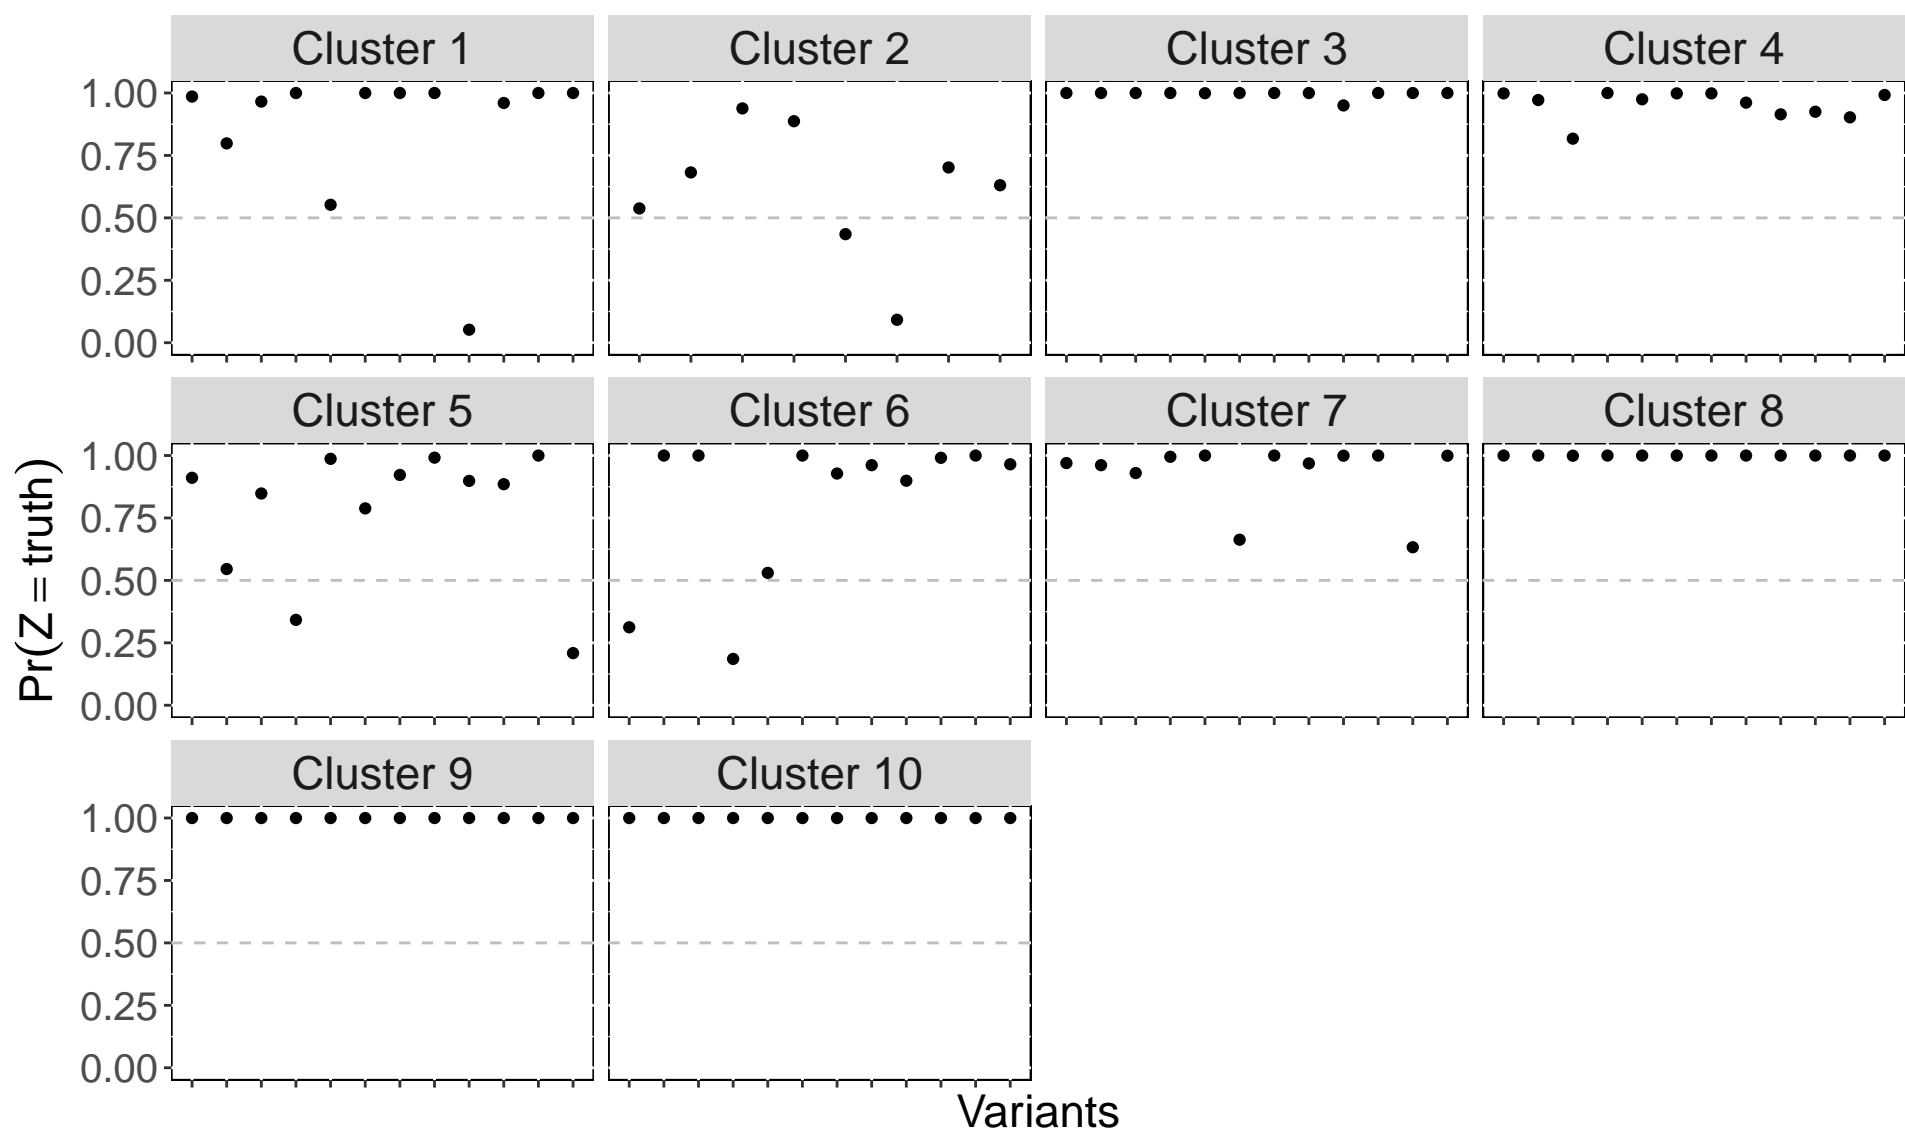 Cluster 1
Cluster 2
Cluster 3
Cluster 4
1.00
0.75
0.50
0.25
0.00
Cluster 5
Cluster 6
Cluster 7
Cluster 8
1.00
0.75
0.50
0.25
0.00
Cluster 9
Cluster 10
1.00
0.75
0.50
0.25
0.00
Pr(Z = truth)
Variants